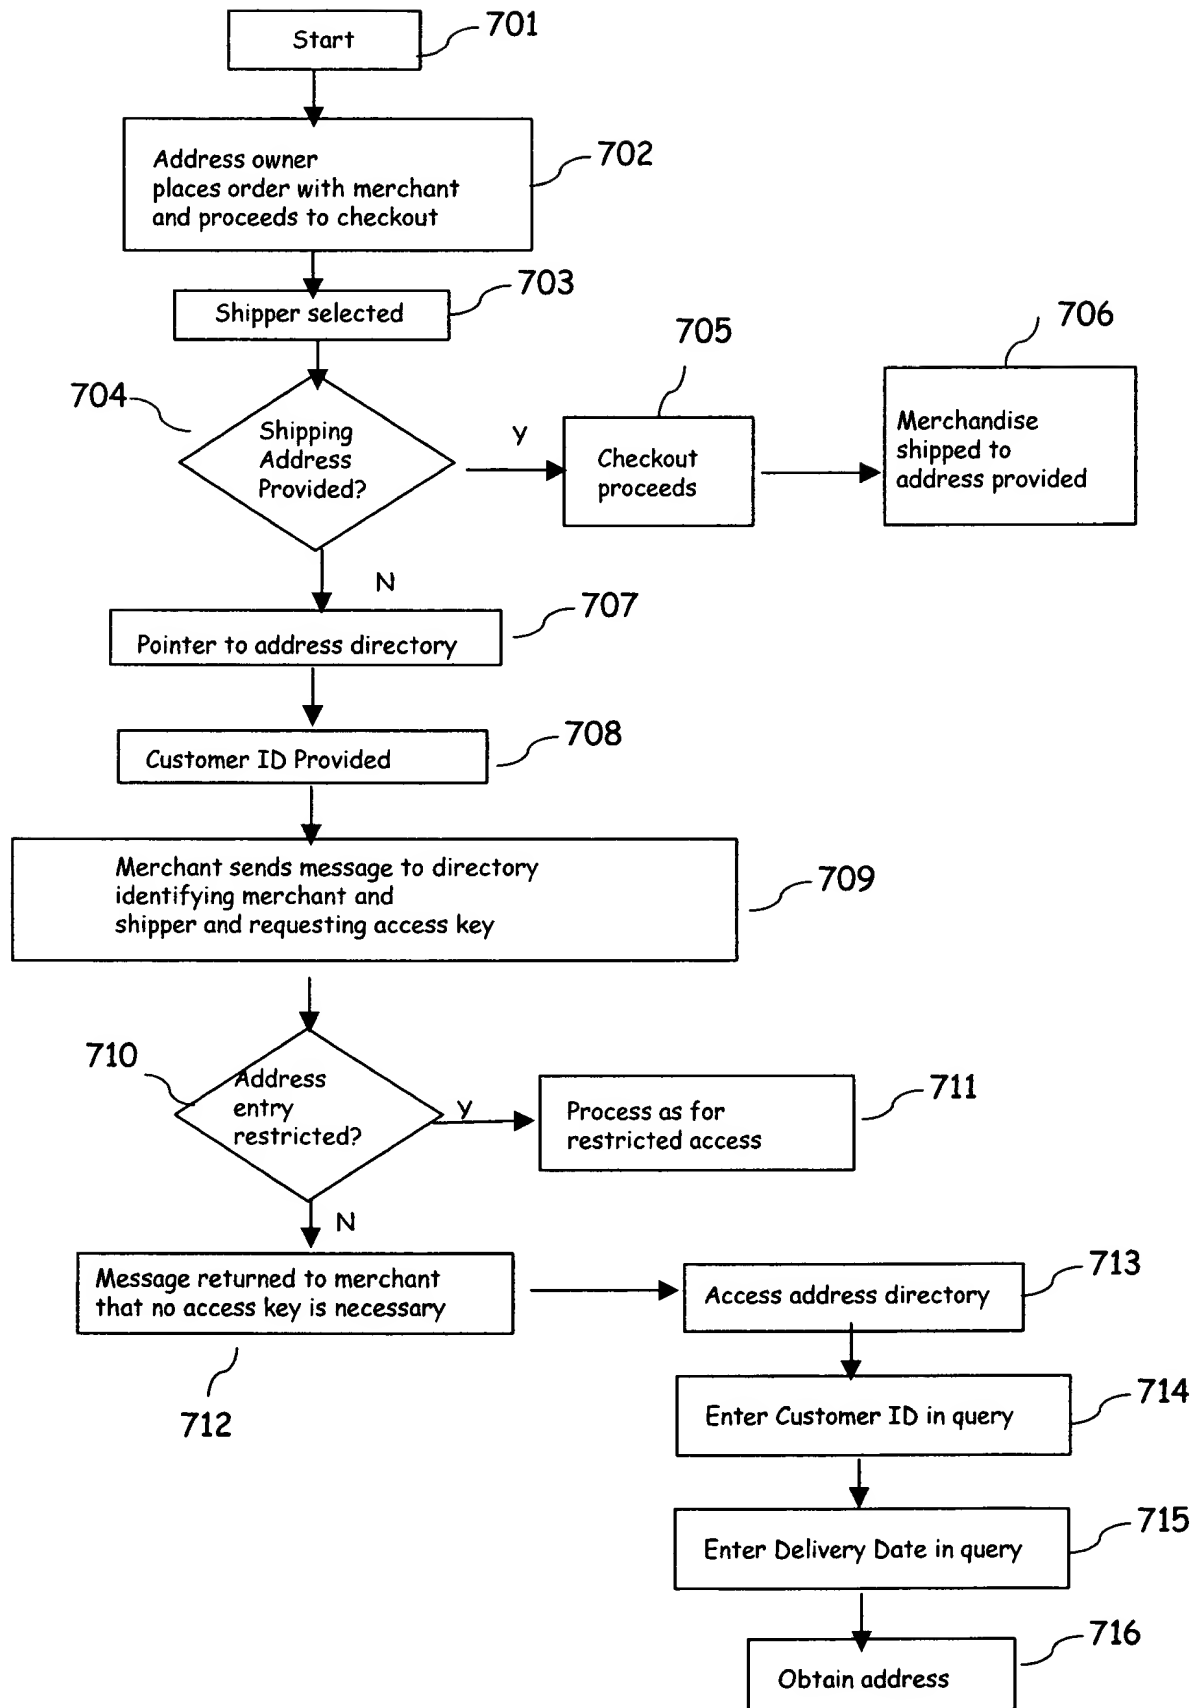 Start
701
Address owner
places order with merchant
and proceeds to checkout
702
Shipper selected
703
704
Shipping
Address
Provided?
Y
Checkout
proceeds
705
Merchandise
shipped to
address provided
706
N
Pointer to address directory
707
Customer ID Provided
708
Merchant sends message to directory
identifying merchant and
shipper and requesting access key
709
710
Address
entry
restricted?
Y
Process as for
restricted access
711
N
Message returned to merchant
that no access key is necessary
712
Access address directory
713
Enter Customer ID in query
714
Enter Delivery Date in query
715
Obtain address
716